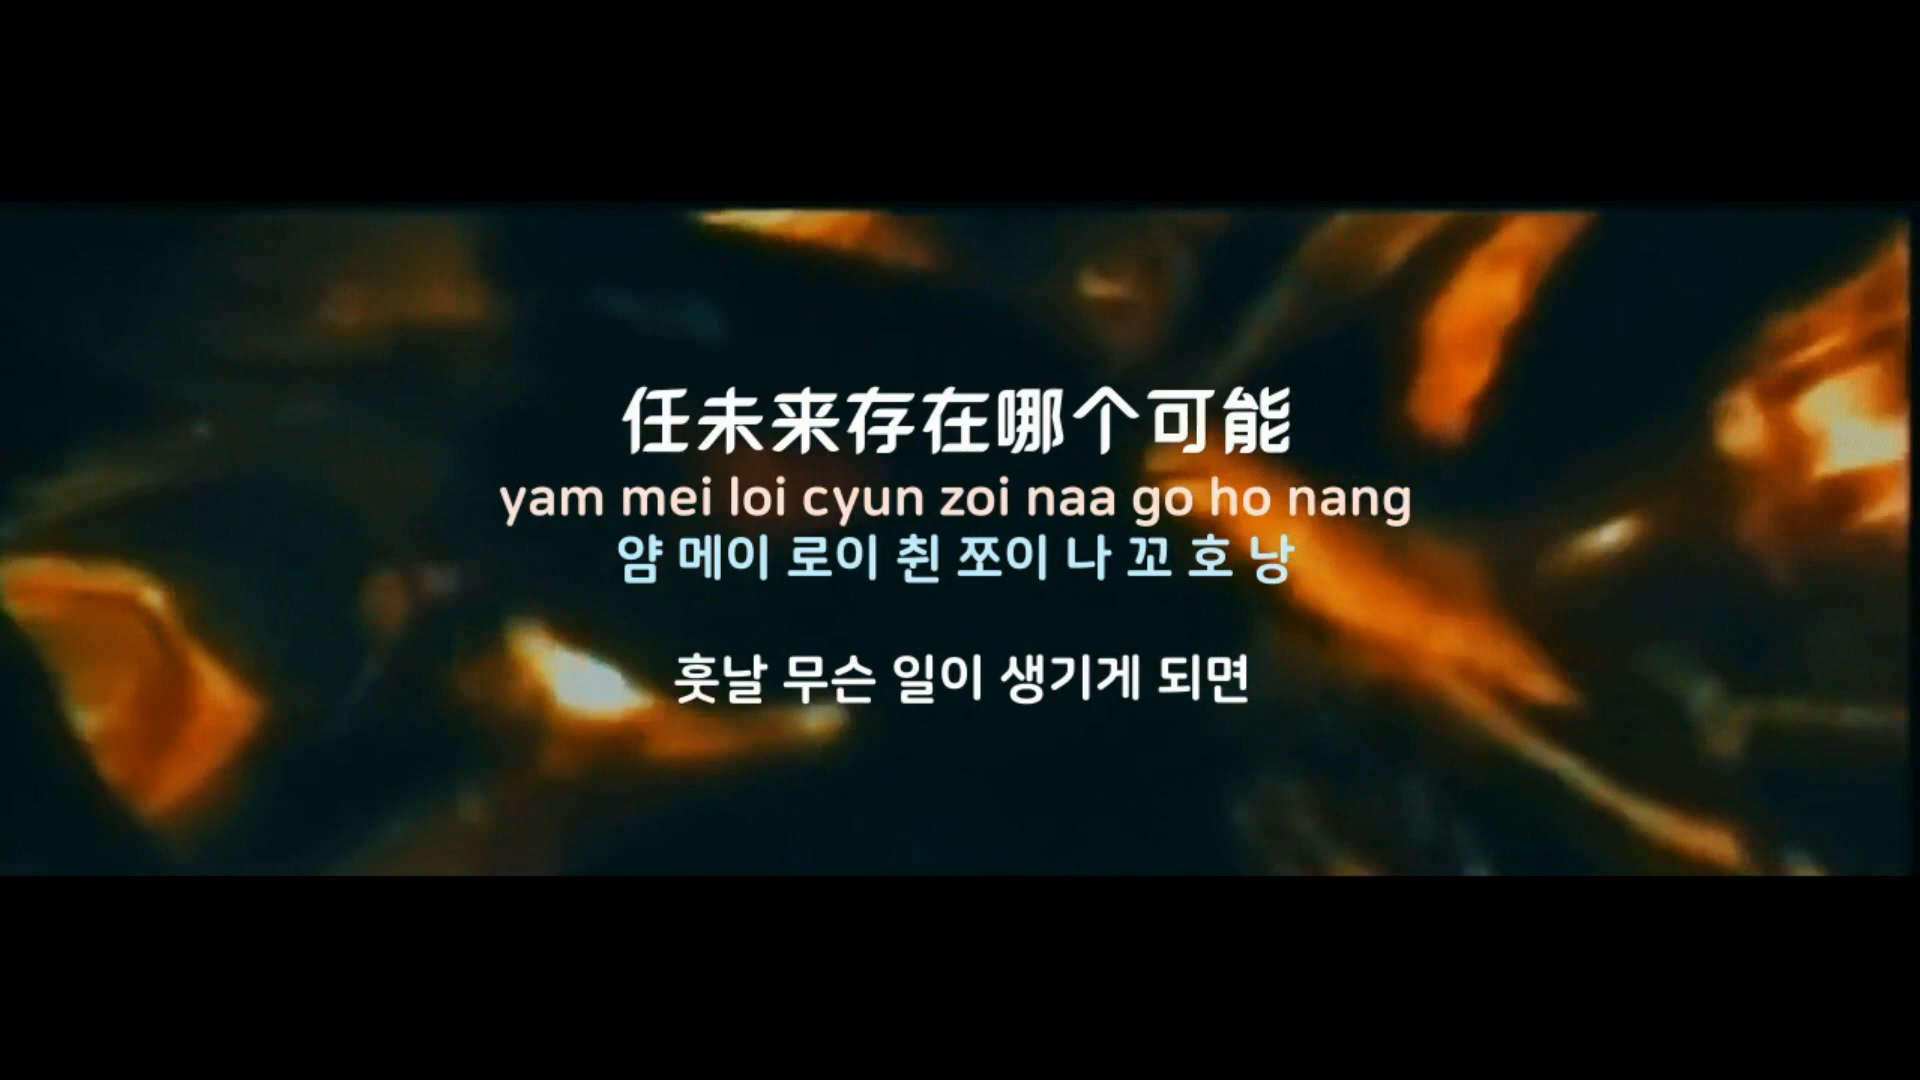 任未来存在哪个可能
yam mei loi cyun zoi naa go ho nang
얌 메이 로이 췬 쪼이 나 꼬 호 낭
훗날 무슨 일이 생기게 되면